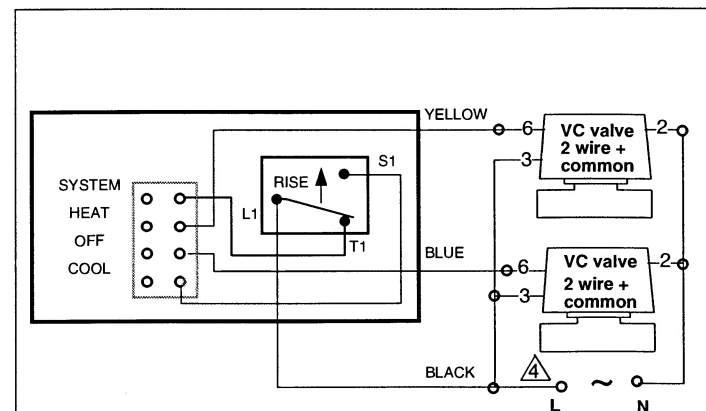 YELLOW
6
VC valve
2 wire +
common
2
3
S1
RISE
SYSTEM
HEAT
OFF
COOL
L1
T1
BLUE
6
VC valve
2 wire +
common
2
3
BLACK
4
L
~
N